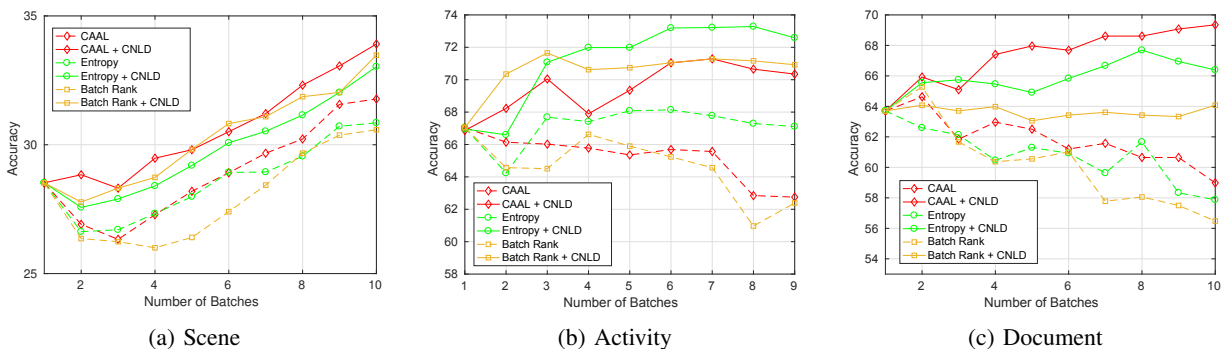 35
30
25
Accuracy
CAAL
CAAL + CNLD
Entropy
Entropy + CNLD
Batch Rank
Batch Rank + CNLD
2 4 6 8 10
Number of Batches
(a) Scene
74
72
70
68
66
64
62
60
58
Accuracy
CAAL
CAAL + CNLD
Entropy
Entropy + CNLD
Batch Rank
Batch Rank + CNLD
1 2 3 4 5 6 7 8 9
Number of Batches
(b) Activity
70
68
66
64
62
60
58
56
54
Accuracy
CAAL
CAAL + CNLD
Entropy
Entropy + CNLD
Batch Rank
Batch Rank + CNLD
2 4 6 8 10
Number of Batches
(c) Document